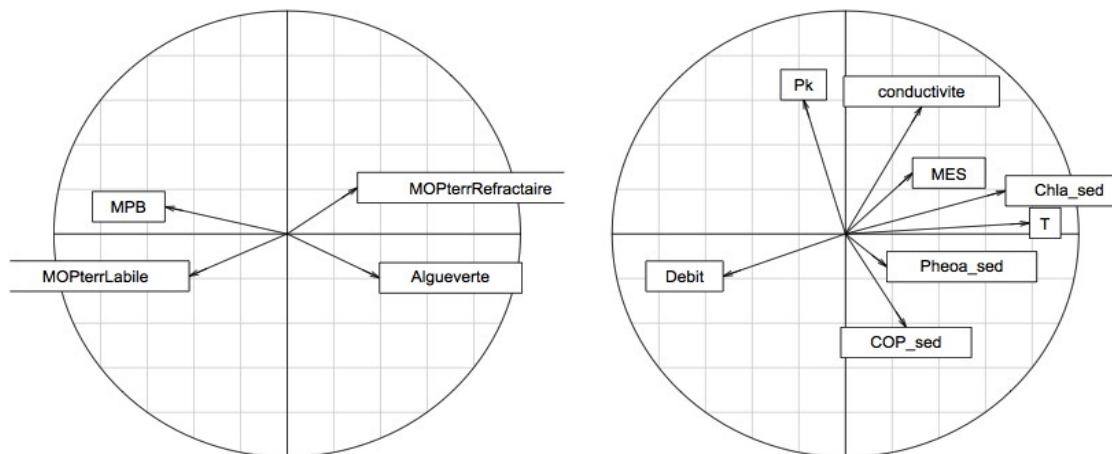 MOPterrRefractaire
MPB
MOPterrLabile
Algueverte
Pk
conductivite
MES
Chla_sed
T
Pheoa_sed
Debit
COP_sed